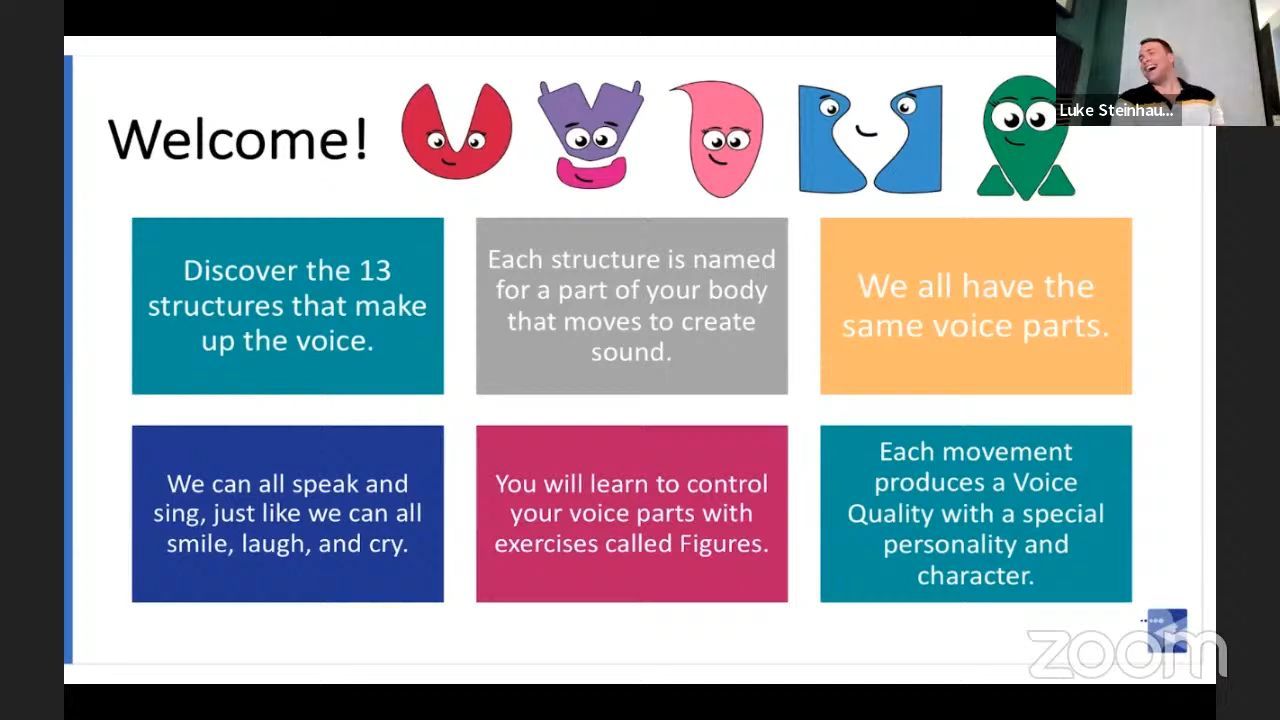 Luke Steinhau...
Welcome!
Discover the 13
structures that make
up the voice.
Each structure is named
for a part of your body
that moves to create
sound.
We all have the
same voice parts.
We can all speak and
sing, just like we can all
smile, laugh, and cry.
You will learn to control
your voice parts with
exercises called Figures.
Each movement
produces a Voice
Quality with a special
personality and
character.
zoom